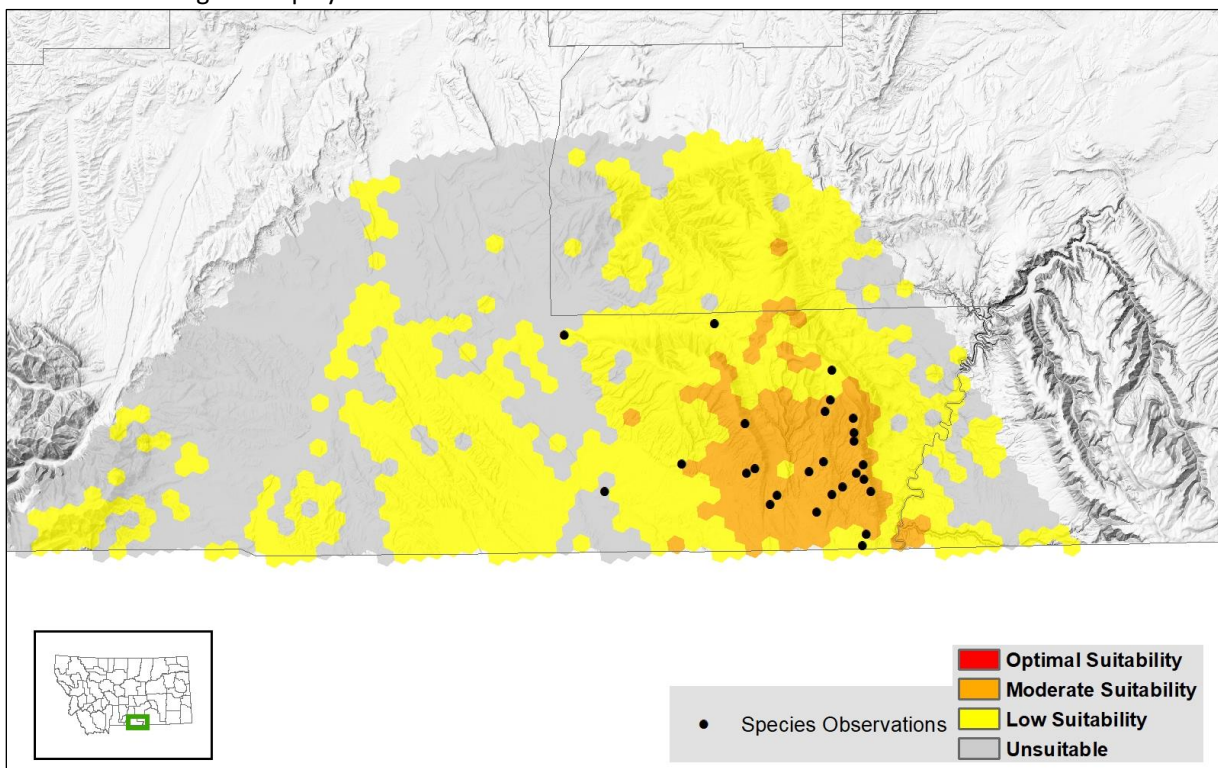 Optimal Suitability
Moderate Suitability
Species Observations
Low Suitability
Unsuitable